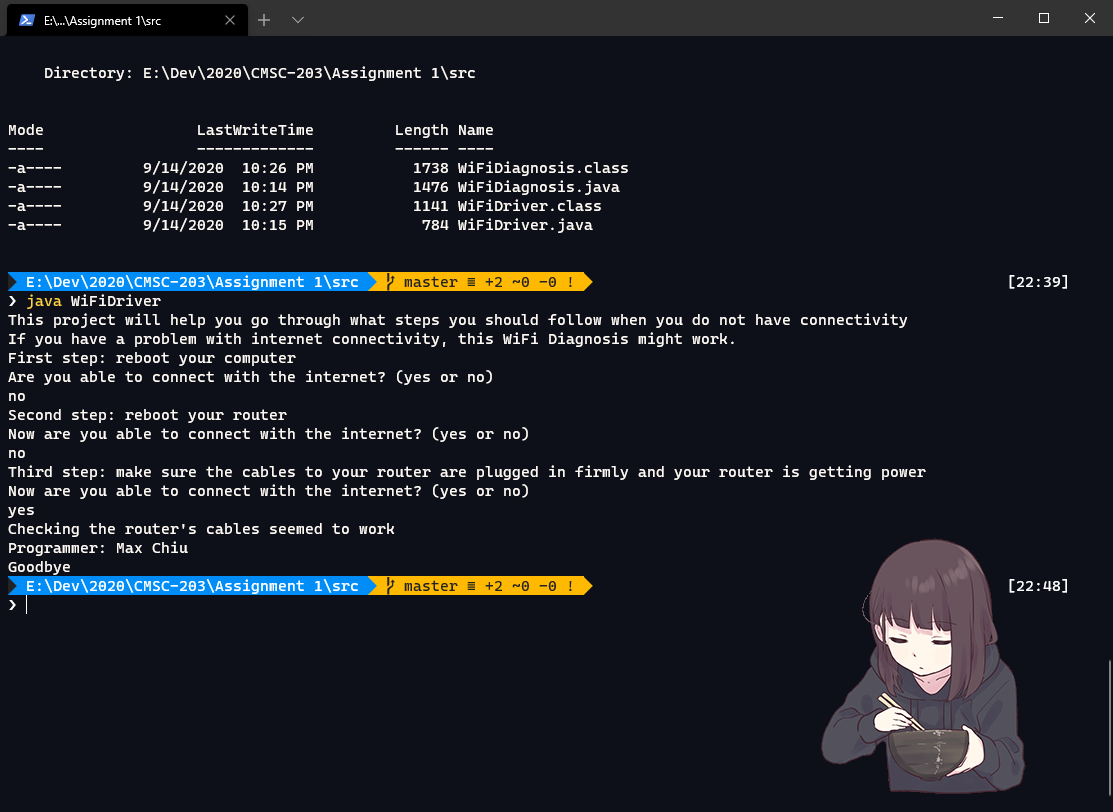 E:\...\Assignment 1\src
Directory: E:\Dev\2020\CMSC-203\Assignment 1\src
Mode                 LastWriteTime         Length Name
----                 -------------         ------ ----
-a----         9/14/2020  10:26 PM           1738 WiFiDiagnosis.class
-a----         9/14/2020  10:14 PM           1476 WiFiDiagnosis.java
-a----         9/14/2020  10:27 PM           1141 WiFiDriver.class
-a----         9/14/2020  10:15 PM            784 WiFiDriver.java
E:\Dev\2020\CMSC-203\Assignment 1\src  master ≡ +2 ~0 -0 ! [22:39]
❯ java WiFiDriver
This project will help you go through what steps you should follow when you do not have connectivity
If you have a problem with internet connectivity, this WiFi Diagnosis might work.
First step: reboot your computer
Are you able to connect with the internet? (yes or no)
no
Second step: reboot your router
Now are you able to connect with the internet? (yes or no)
no
Third step: make sure the cables to your router are plugged in firmly and your router is getting power
Now are you able to connect with the internet? (yes or no)
yes
Checking the router's cables seemed to work
Programmer: Max Chiu
Goodbye
E:\Dev\2020\CMSC-203\Assignment 1\src  master ≡ +2 ~0 -0 ! [22:48]
❯